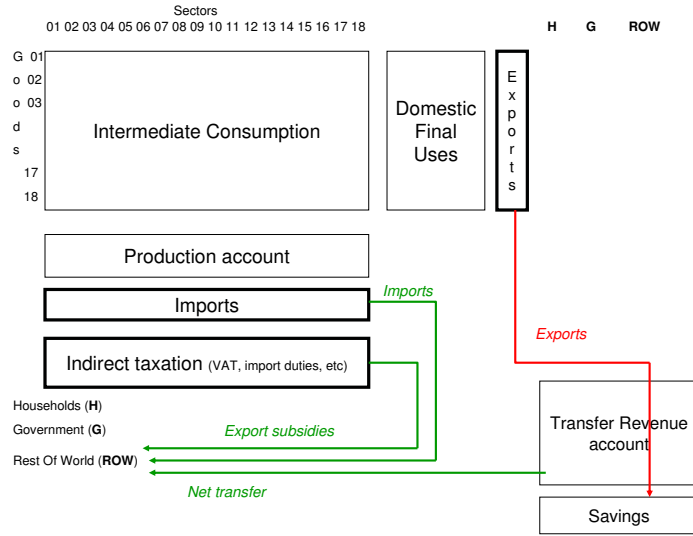 Sectors
01 02 03 04 05 06 07 08 09 10 11 12 13 14 15 16 17 18
H G ROW
G 01
o 02
o 03
d
s
17
18
Intermediate Consumption
Domestic
Final
Uses
E
x
p
o
r
t
s
Production account
Imports
Imports
Exports
Indirect taxation (VAT, import duties, etc)
Households (H)
Government (G)
Export subsidies
Transfer Revenue
account
Rest Of World (ROW)
Net transfer
Savings